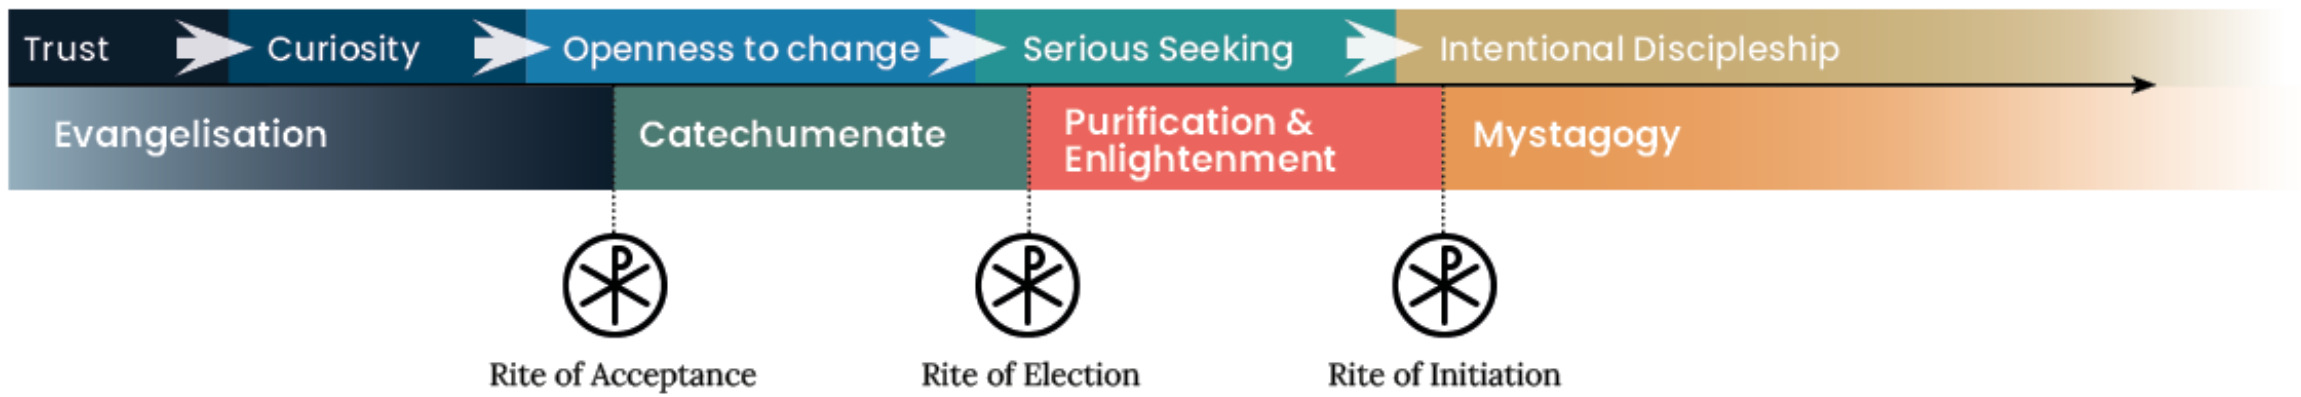 Trust
Curiosity
Openness to change
Serious Seeking
Intentional Discipleship
Evangelisation
Catechumenate
Purification &
Enlightenment
Mystagogy
Rite of Acceptance
Rite of Election
Rite of Initiation